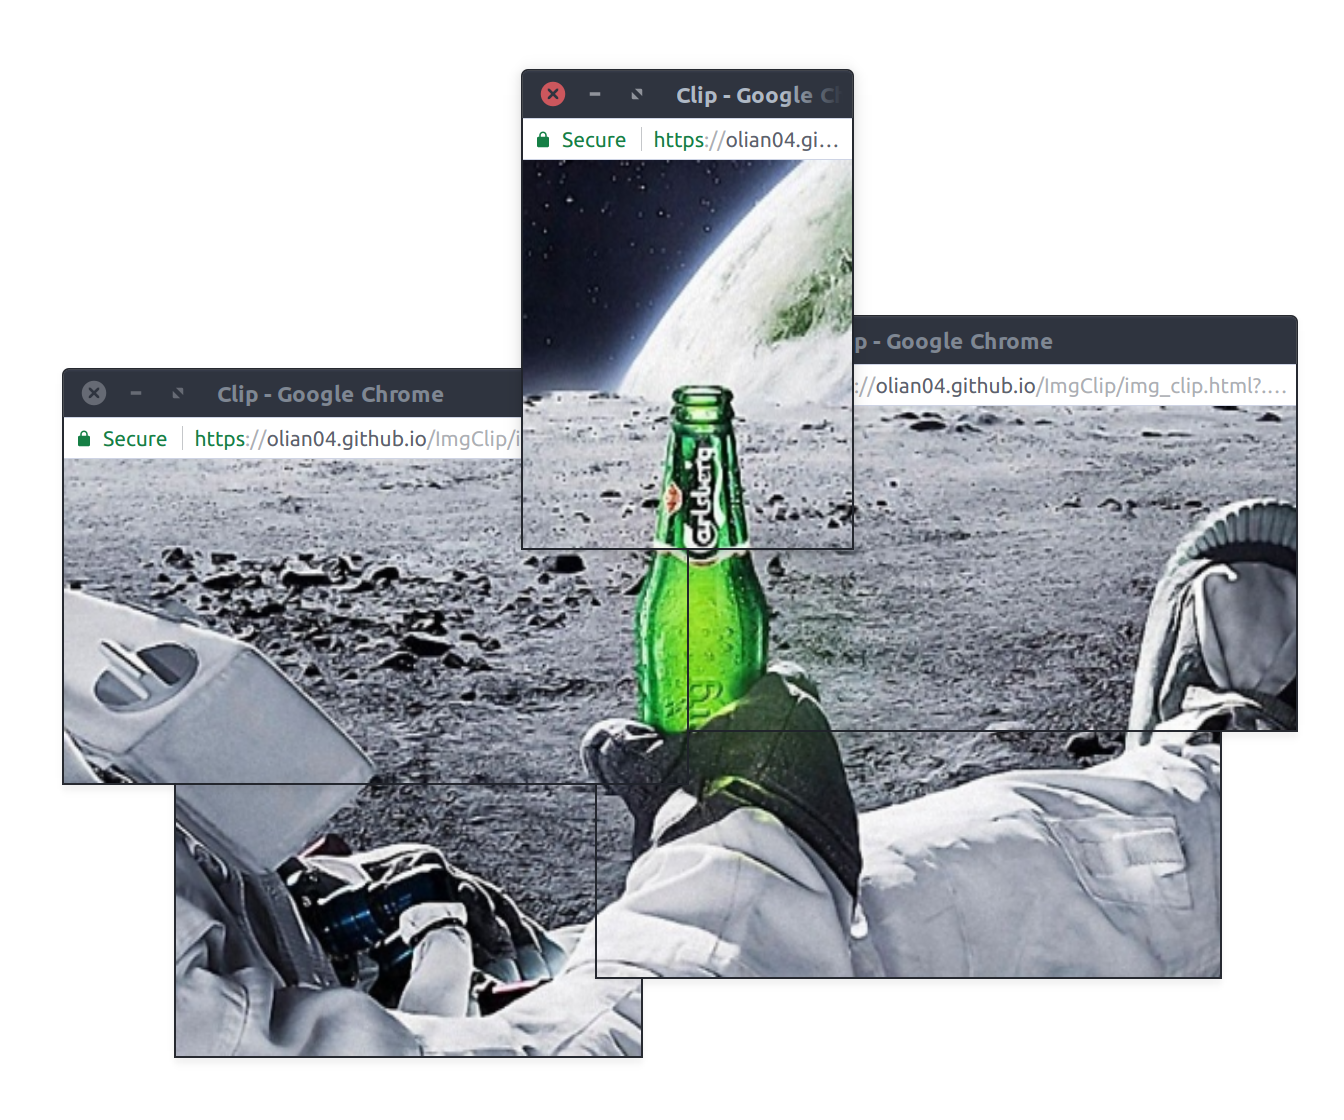 Clip - Google Ch
Secure https://olian04.gi…
p - Google Chrome
://olian04.github.io/ImgClip/img_clip.html?.…
Clip - Google Chrome
Secure https://olian04.github.io/ImgClip/i
Carlsberg